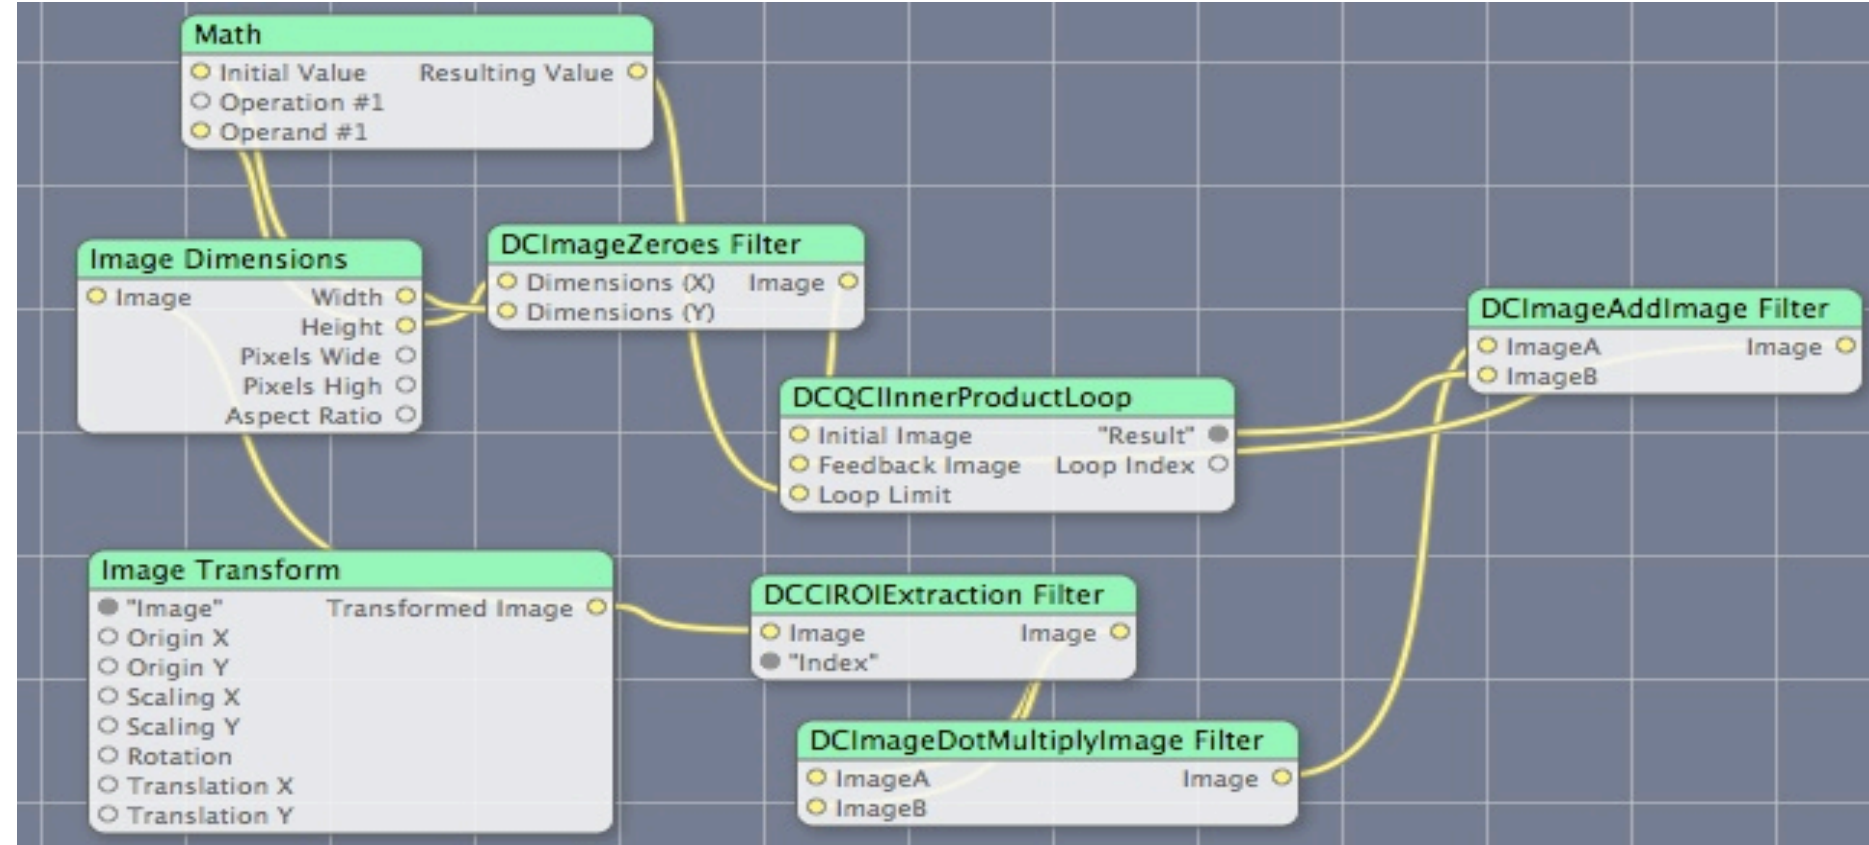 Math
Initial Value Resulting Value
Operation #1
Operand #1
Image Dimensions
Image Width
Height
Pixels Wide
Pixels High
Aspect Ratio
DCImageZeroes Filter
Dimensions (X) Image
Dimensions (Y)
DCQCIInnerProductLoop
Initial Image "Result"
Feedback Image Loop Index
Loop Limit
DCImageAddImage Filter
ImageA Image
ImageB
Image Transform
"Image" Transformed Image
Origin X
Origin Y
Scaling X
Scaling Y
Rotation
Translation X
Translation Y
DCCIROIExtraction Filter
Image Image
"Index"
DCImageDotMultiplyImage Filter
ImageA Image
ImageB